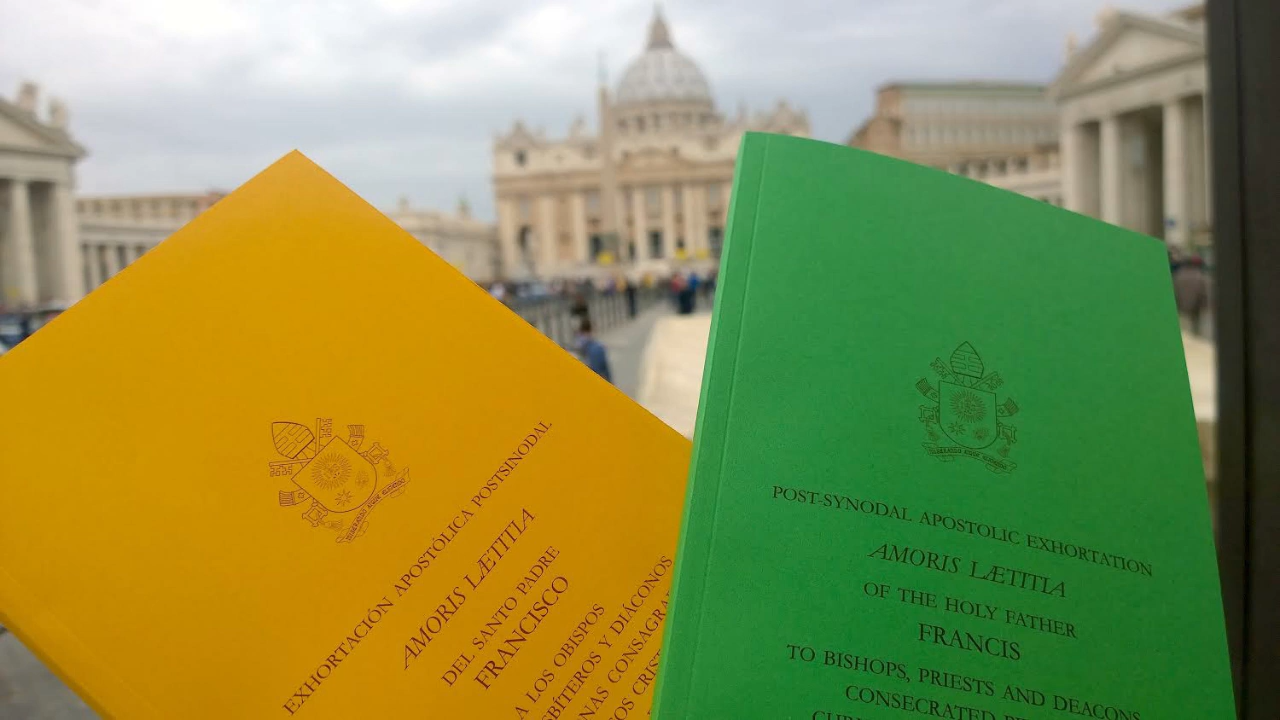 EXHORTACIÓN APOSTÓLICA POSTSINODAL
AMORIS LÆTITIA
DEL SANTO PADRE
FRANCISCO
A LOS OBISPOS
Y DIÁCONOS
POST-SYNODAL APOSTOLIC EXHORTATION
AMORIS LÆTITIA
OF THE HOLY FATHER
FRANCIS
TO BISHOPS, PRIESTS AND DEACONS
CONSECRATED